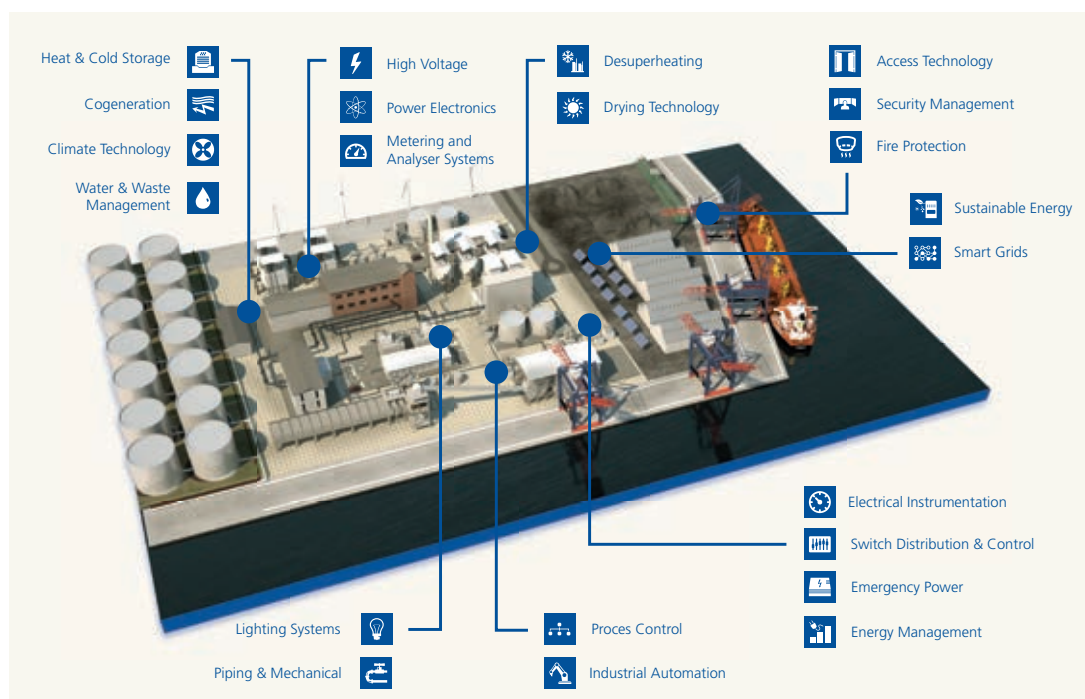 Heat & Cold Storage
Cogeneration
Climate Technology
Water & Waste
Management
High Voltage
Power Electronics
Metering and
Analyser Systems
Desuperheating
Drying Technology
Access Technology
Security Management
Fire Protection
Sustainable Energy
Smart Grids
Electrical Instrumentation
Switch Distribution & Control
Emergency Power
Energy Management
Lighting Systems
Piping & Mechanical
Proces Control
Industrial Automation